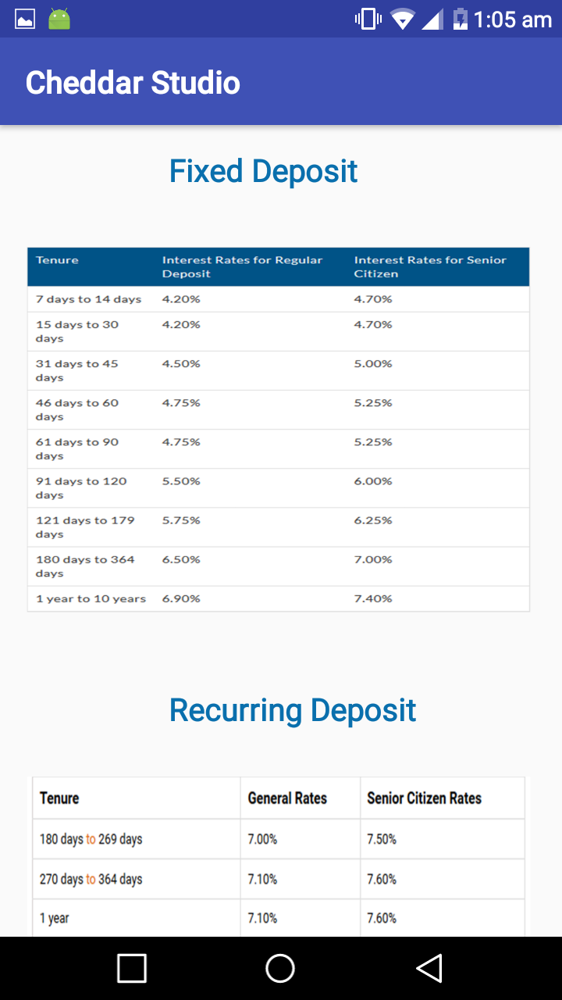 1:05 am
Cheddar Studio
Fixed Deposit
Tenure Interest Rates for Regular Interest Rates for Senior
Deposit Citizen
7 days to 14 days 4.20% 4.70%
15 days to 30 4.20% 4.70%
days
31 days to 45 4.50% 5.00%
days
46 days to 60 4.75% 5.25%
days
61 days to 90 4.75% 5.25%
days
91 days to 120 5.50% 6.00%
days
121 days to 179 5.75% 6.25%
days
180 days to 364 6.50% 7.00%
days
1 year to 10 years 6.90% 7.40%
Recurring Deposit
Tenure General Rates Senior Citizen Rates
180 days to 269 days 7.00% 7.50%
270 days to 364 days 7.10% 7.60%
1 year 7.10% 7.60%